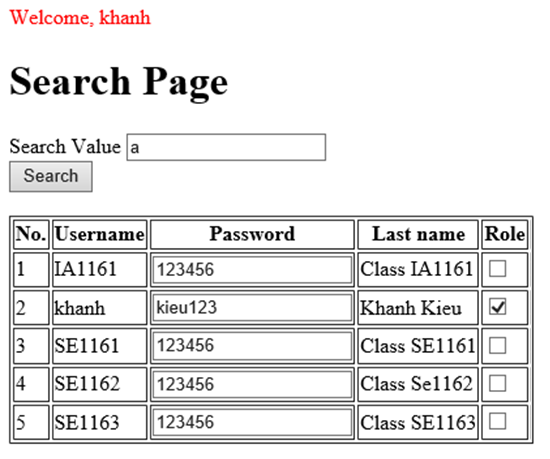 Welcome, khanh
Search Page
Search Value a
Search
No. Username Password Last name Role
1 IA1161 123456 Class IA1161
2 khanh kieu123 Khanh Kieu
3 SE1161 123456 Class SE1161
4 SE1162 123456 Class Se1162
5 SE1163 123456 Class SE1163